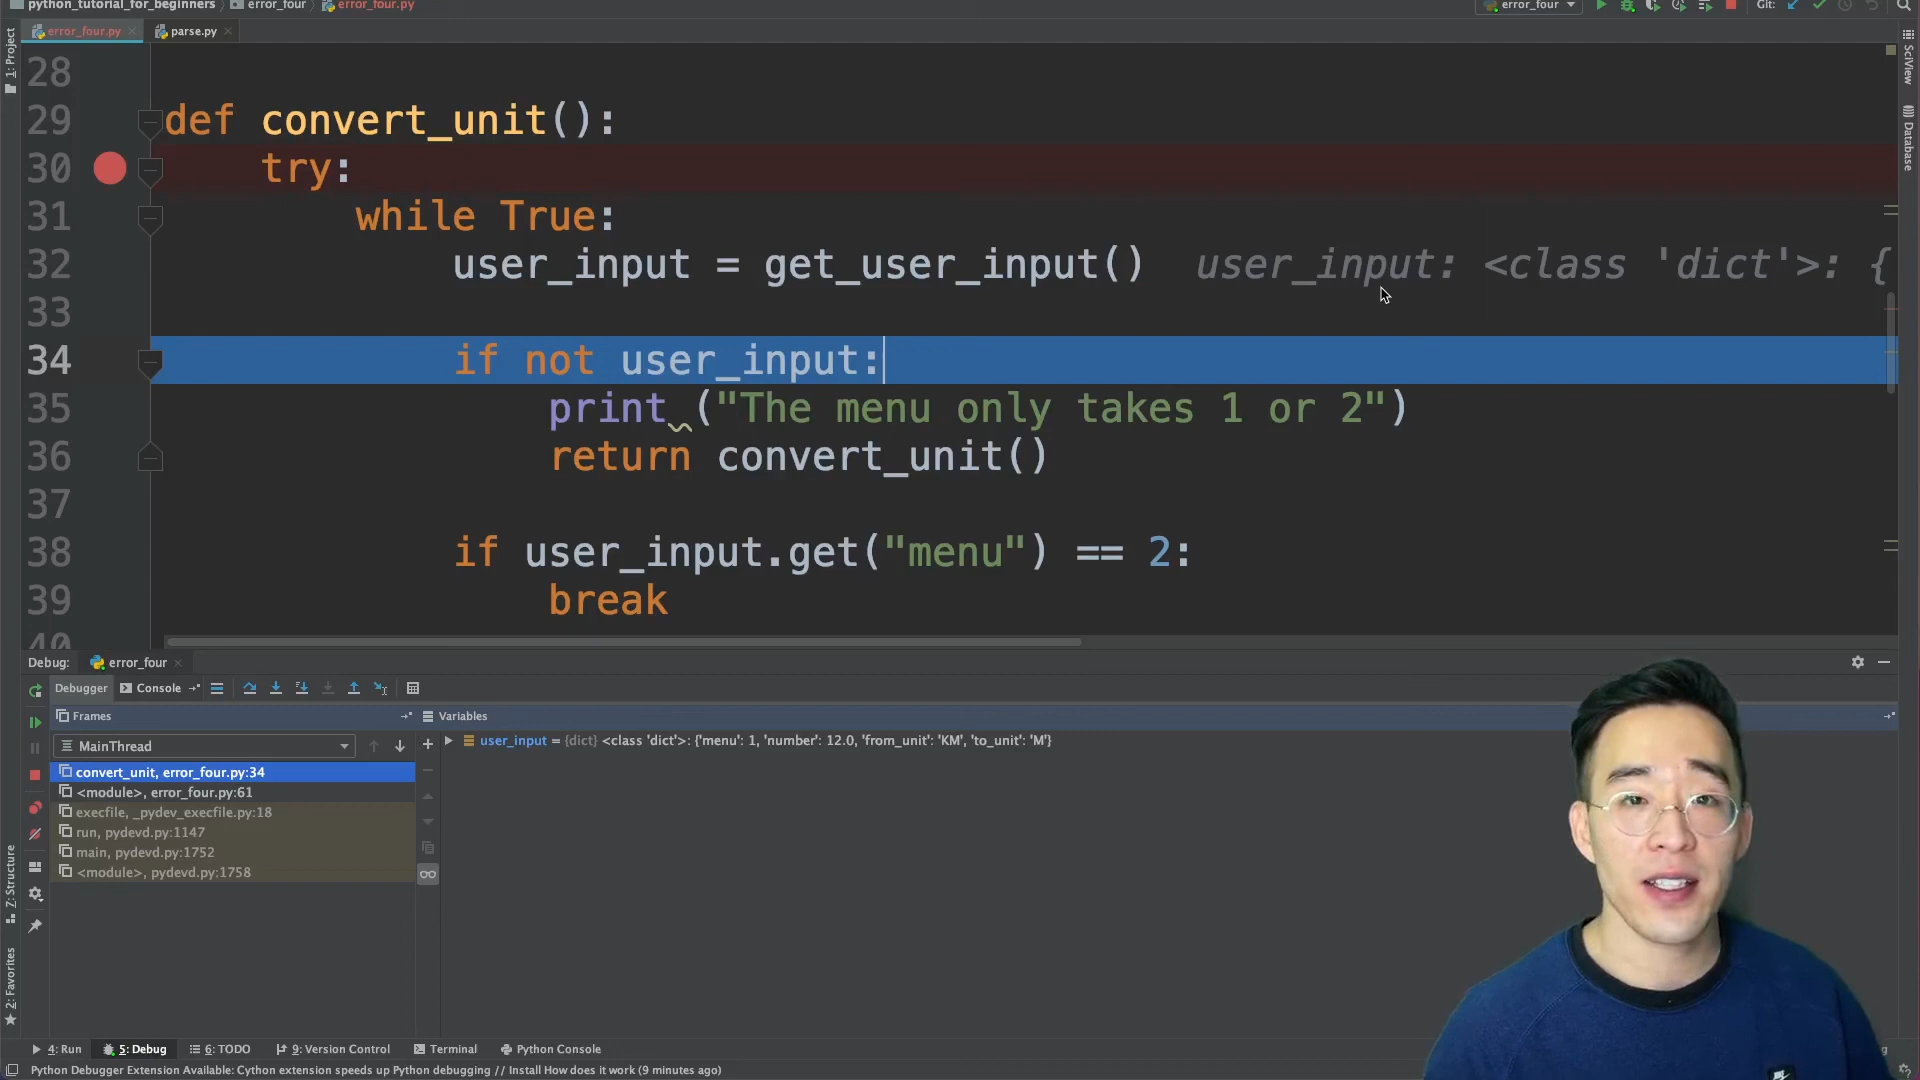 python_tutorial_for_beginners error_four error_four.py error_four Git:
error_four.py parse.py
1: Project
SciView
Database
28
29 def convert_unit():
30 try:
31 while True:
32 user_input = get_user_input() user_input: <class 'dict'>: {
33
34 if not user_input:
35 print ("The menu only takes 1 or 2")
36 return convert_unit()
37
38 if user_input.get("menu") == 2:
39 break
40
Debug: error_four
Debugger Console
Frames Variables
MainThread
user_input = {dict} <class 'dict'>: {'menu': 1, 'number': 12.0, 'from_unit': 'KM', 'to_unit': 'M'}
convert_unit, error_four.py:34
<module>, error_four.py:61
execfile, _pydev_execfile.py:18
run, pydevd.py:1147
main, pydevd.py:1752
<module>, pydevd.py:1758
Z: Structure
2: Favorites
4: Run 5: Debug 6: TODO 9: Version Control Terminal Python Console
Python Debugger Extension Available: Cython extension speeds up Python debugging // Install How does it work (9 minutes ago)